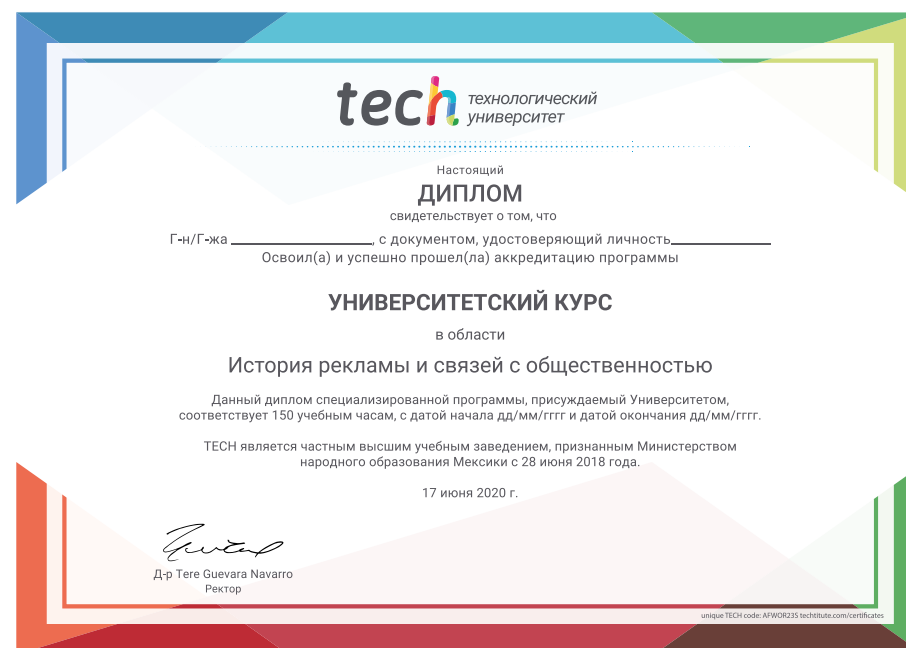 tech технологический
университет
Настоящий
ДИПЛОМ
свидетельствует о том, что
Г-н/Г-жа ____________________, с документом, удостоверяющий личность______________
Освоил(а) и успешно прошел(ла) аккредитацию программы
УНИВЕРСИТЕТСКИЙ КУРС
в области
История рекламы и связей с общественностью
Данный диплом специализированной программы, присуждаемый Университетом,
соответствует 150 учебным часам, с датой начала дд/мм/гггг и датой окончания дд/мм/гггг.
TECH является частным высшим учебным заведением, признанным Министерством
народного образования Мексики с 28 июня 2018 года.
17 июня 2020 г.
Д-р Tere Guevara Navarro
Ректор
unique TECH code: AFWOR23S techtitute.com/certificates